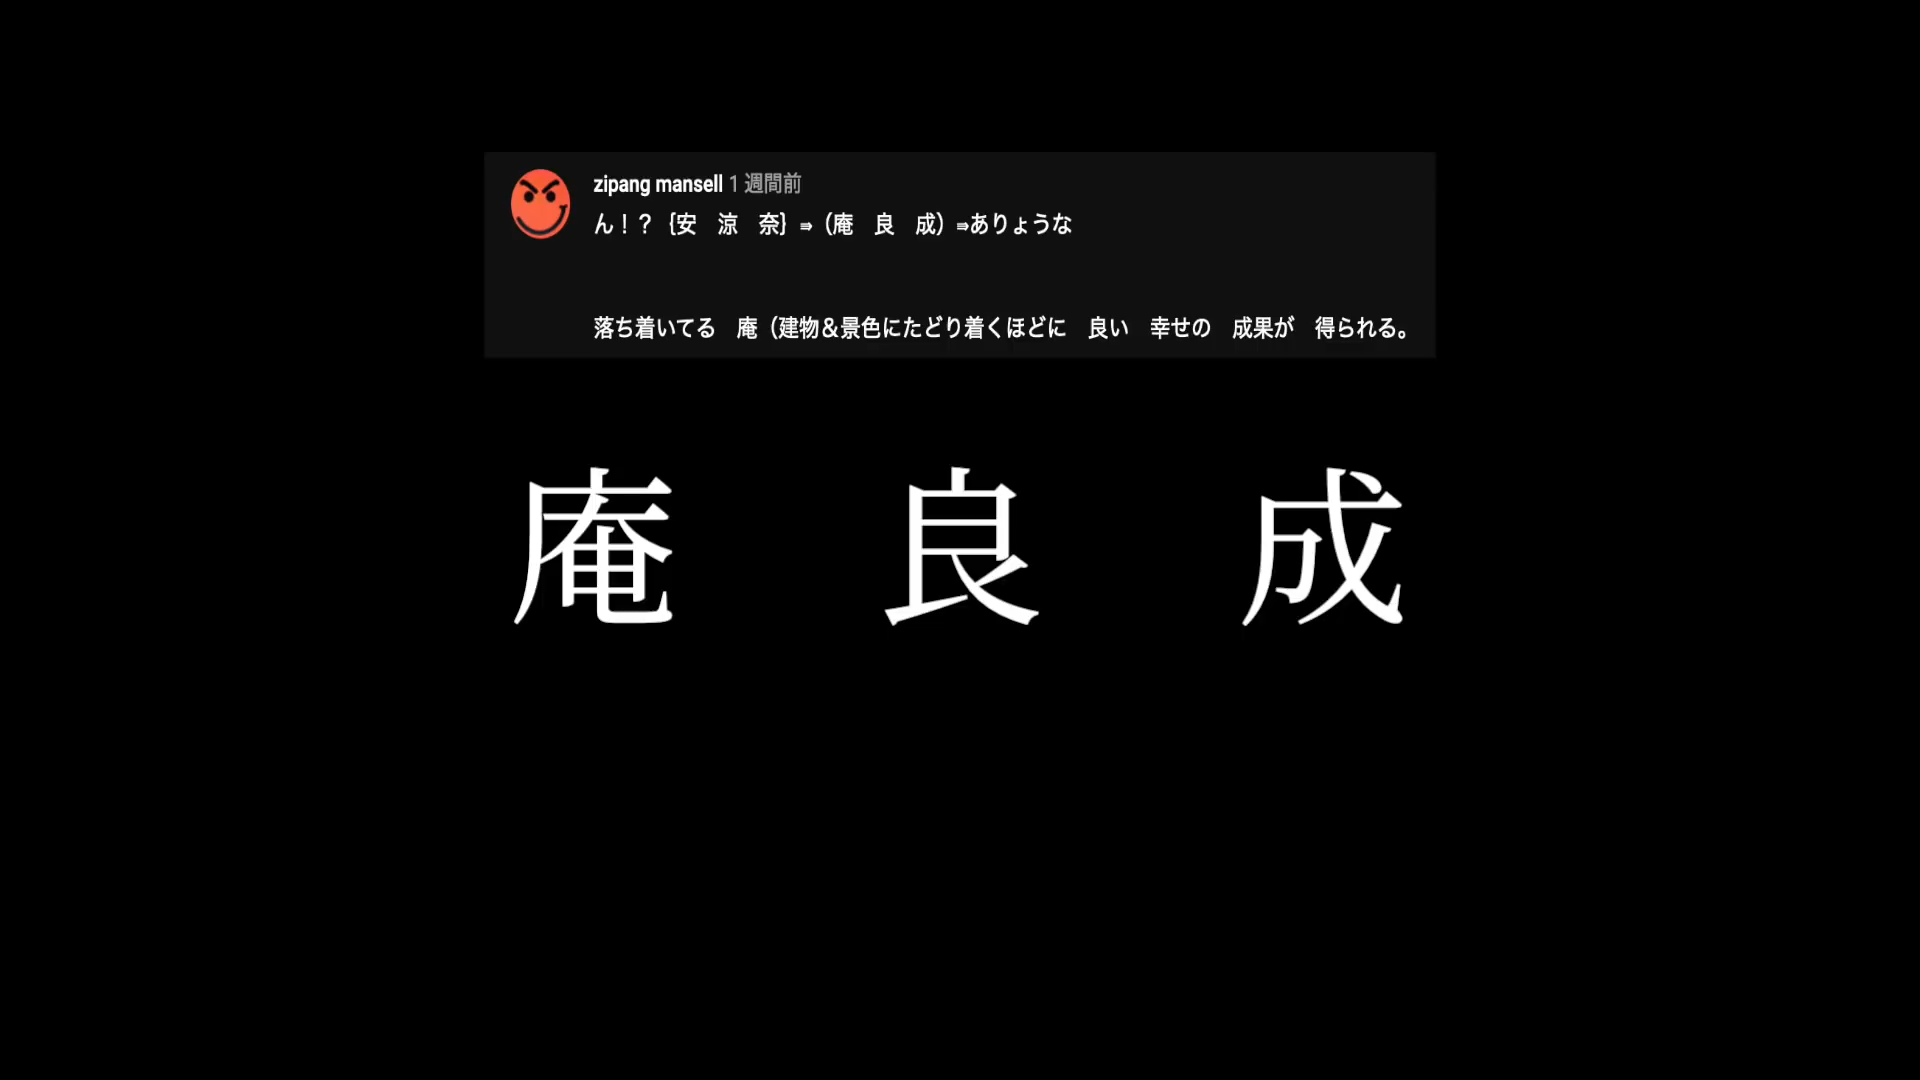 zipang mansell 1 週間前
ん！？｛安　涼　奈｝⇛（庵　良　成）⇛ありょうな
落ち着いてる　庵（建物＆景色にたどり着くほどに　良い　幸せの　成果が　得られる。
庵　良　成